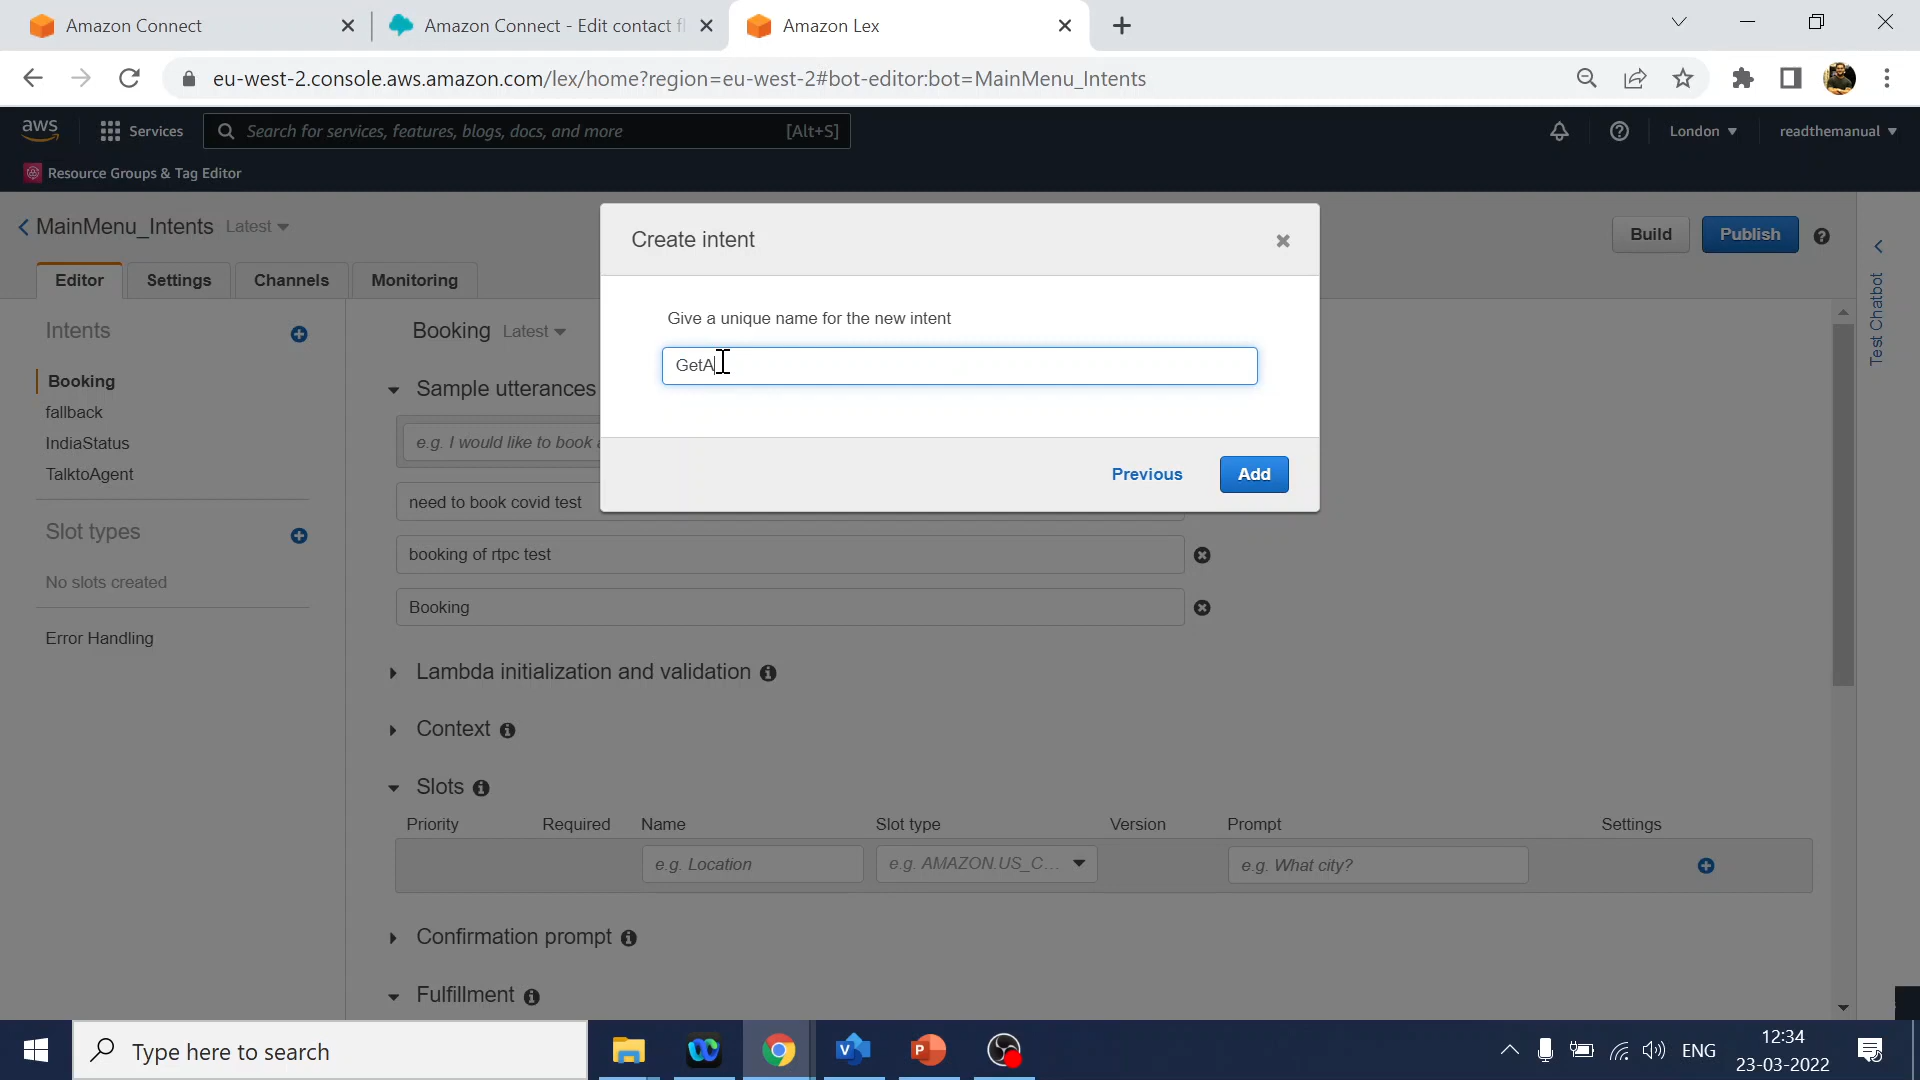 Amazon Connect
Amazon Connect - Edit contact fl
Amazon Lex
eu-west-2.console.aws.amazon.com/lex/home?region=eu-west-2#bot-editor:bot=MainMenu_Intents
aws
Services
Search for services, features, blogs, docs, and more
[Alt+S]
London
readthemanual
Resource Groups & Tag Editor
MainMenu_Intents
Latest
Create intent
Build
Publish
Editor
Settings
Channels
Monitoring
Test Chatbot
Give a unique name for the new intent
GetA
Previous
Add
Intents
Booking
fallback
IndiaStatus
TalktoAgent
Slot types
No slots created
Error Handling
Booking
Latest
Sample utterances
e.g. I would like to book a
need to book covid test
booking of rtpc test
Booking
Lambda initialization and validation
Context
Slots
Priority
Required
Name
Slot type
Version
Prompt
Settings
e.g. Location
e.g. AMAZON.US_C...
e.g. What city?
Confirmation prompt
Fulfillment
Type here to search
ENG
12:34
23-03-2022